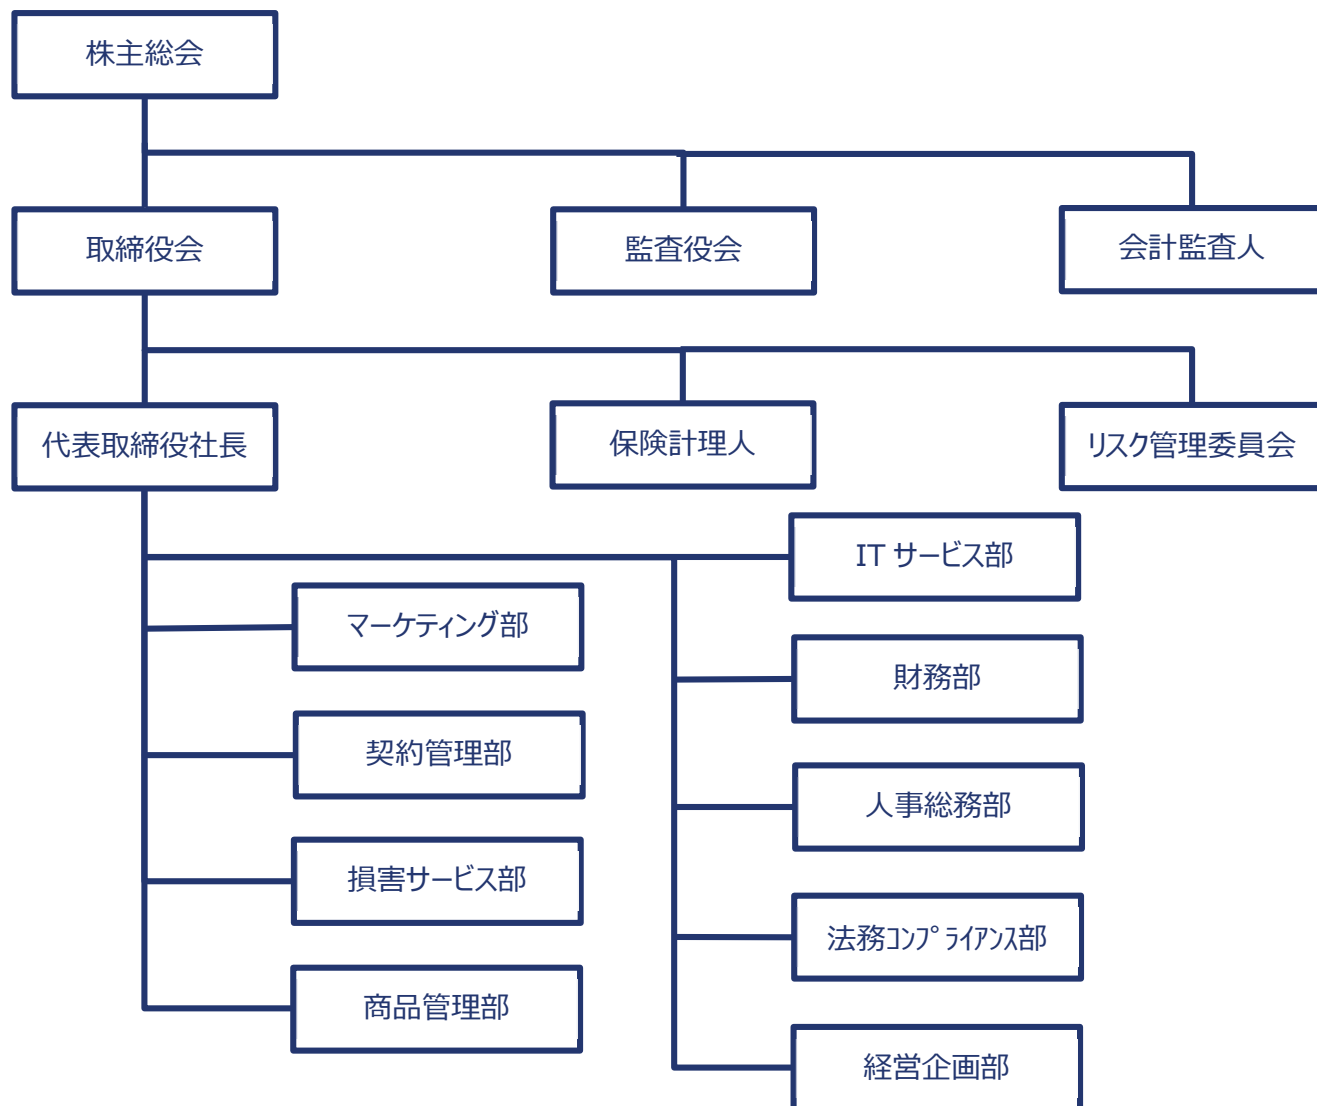 株主総会
取締役会
監査役会
会計監査人
代表取締役社長
保険計理人
リスク管理委員会
IT サービス部
マーケティング部
財務部
契約管理部
人事総務部
損害サービス部
法務ｺﾝﾌﾟﾗｲｱﾝｽ部
商品管理部
経営企画部